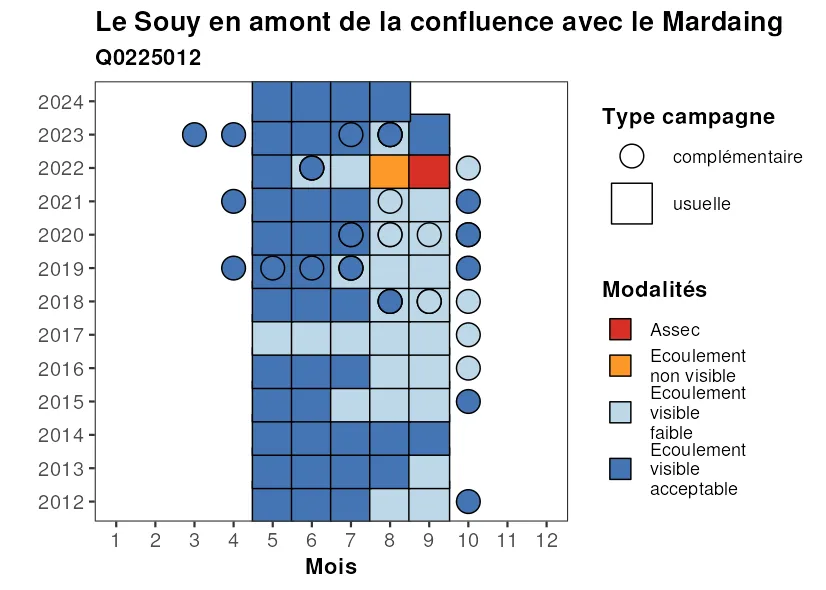 Le Souy en amont de la confluence avec le Mardaing
Q0225012
2024
2023
2022
2021
2020
2019
2018
2017
2016
2015
2014
2013
2012
1 2 3 4 5 6 7 8 9 10 11 12
Mois
Type campagne
complémentaire
usuelle
Modalités
Assec
Ecoulement
non visible
Ecoulement
visible
faible
Ecoulement
visible
acceptable